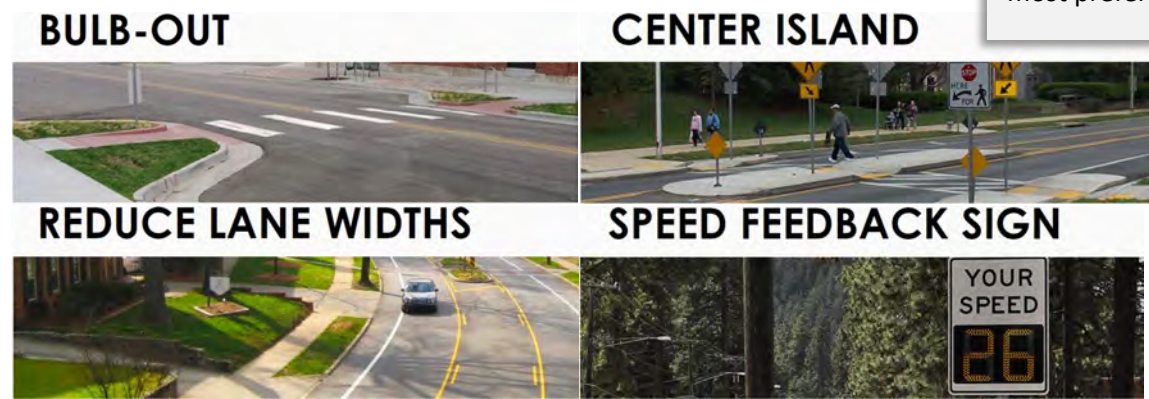 BULB-OUT
CENTER ISLAND
STOP
HERE
FOR
REDUCE LANE WIDTHS
SPEED FEEDBACK SIGN
YOUR
SPEED
26